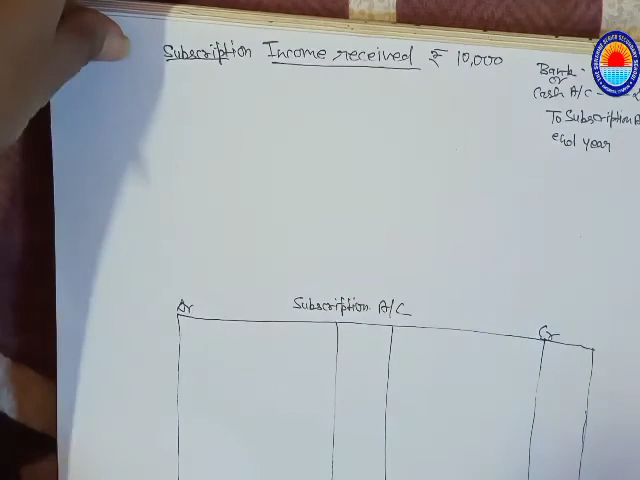 Subscription Income received ₹ 10,000
Bank
or
Cash A/C -
To Subscription A
end year
Dr Subscription A/C Cr